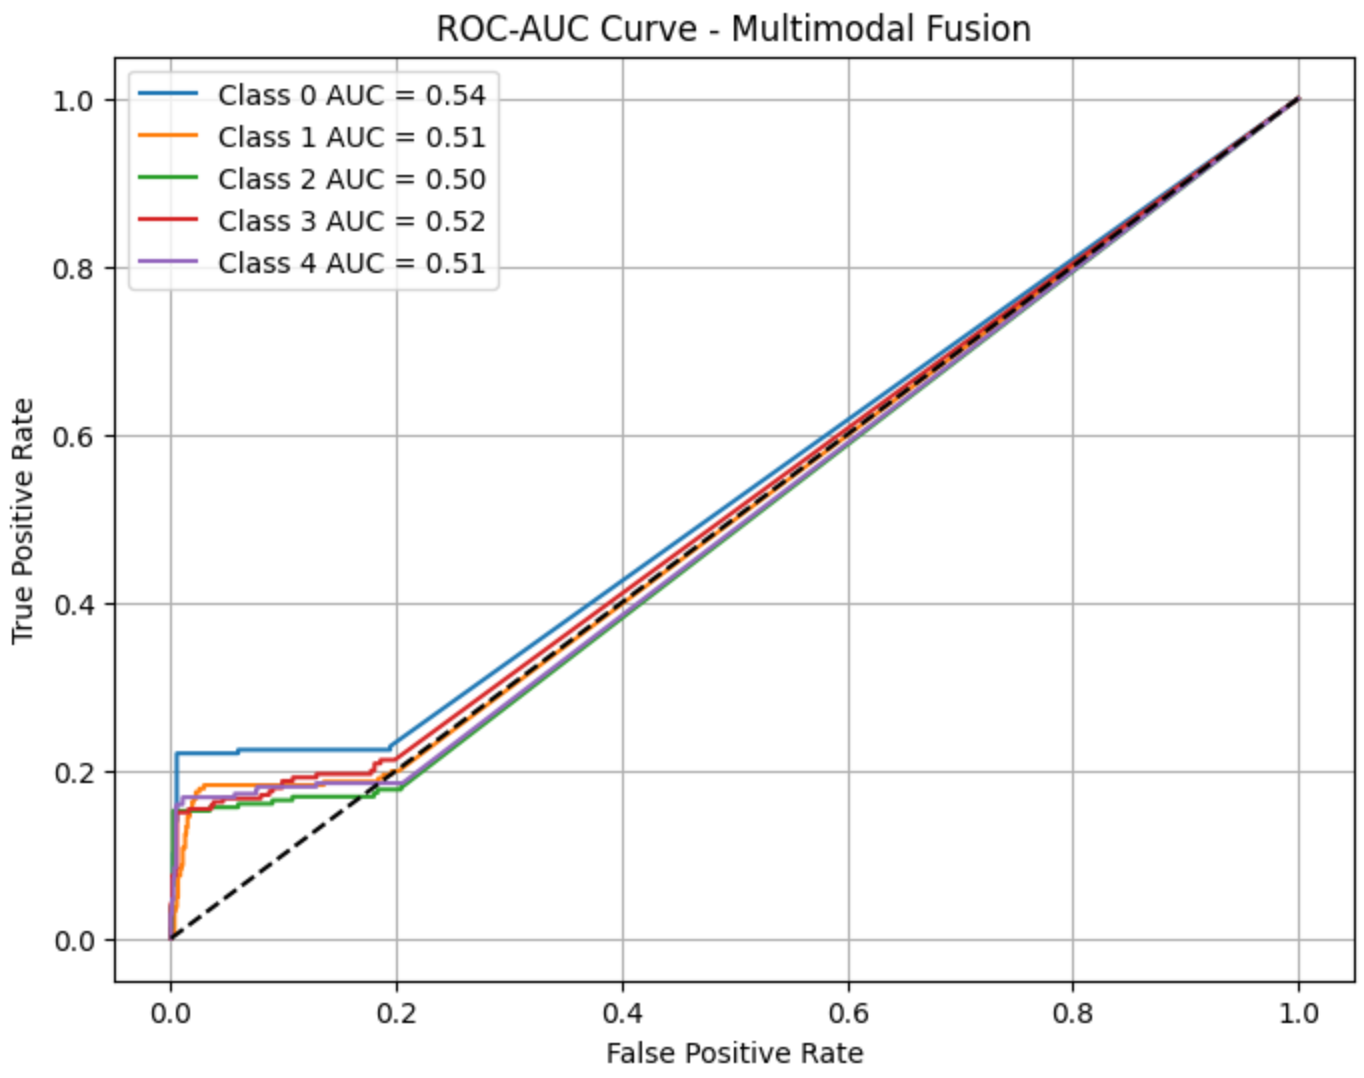 ROC-AUC Curve - Multimodal Fusion
Class 0 AUC = 0.54
Class 1 AUC = 0.51
Class 2 AUC = 0.50
Class 3 AUC = 0.52
Class 4 AUC = 0.51
True Positive Rate
1.0
0.8
0.6
0.4
0.2
0.0
0.0 0.2 0.4 0.6 0.8 1.0
False Positive Rate